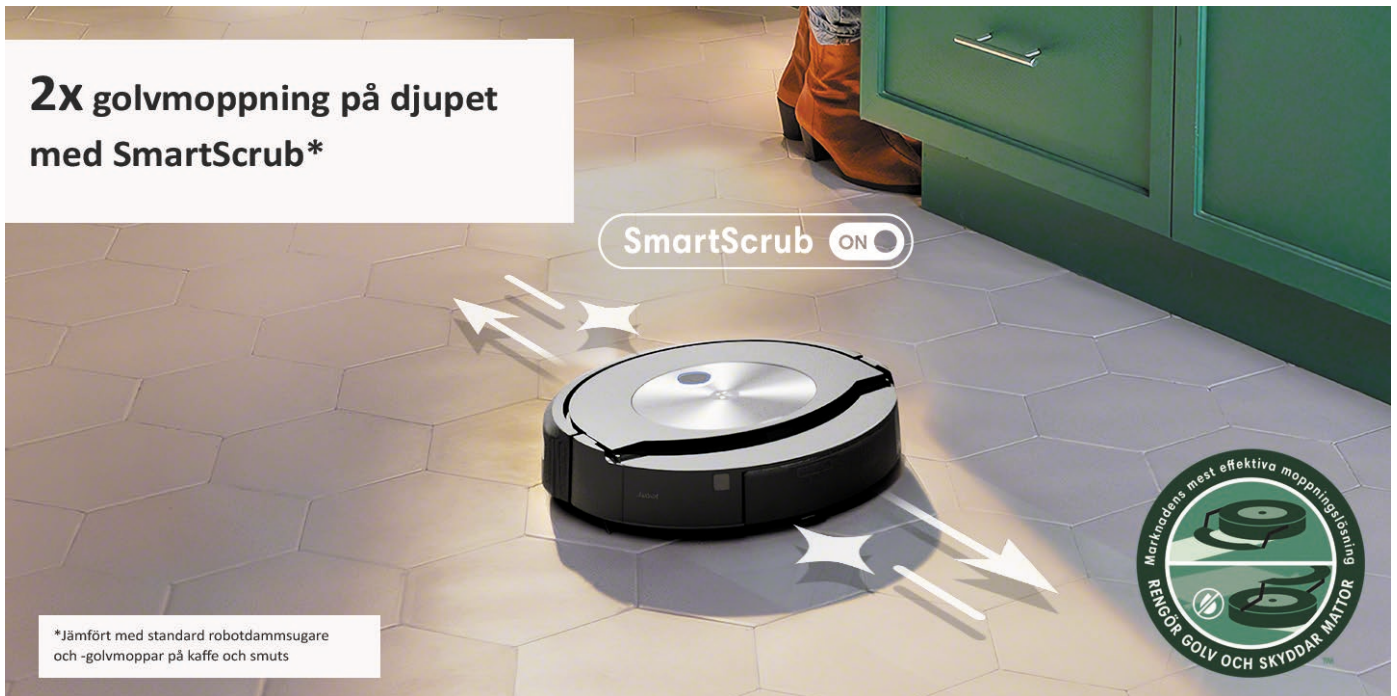 2x golvmoppning på djupet
med SmartScrub*
SmartScrub ON
Marknadens mest effektiva moppningslösning
RENGÖR GOLV OCH SKYDDAR MATTOR
TM
*Jämfört med standard robotdammsugare
och -golvmoppar på kaffe och smuts